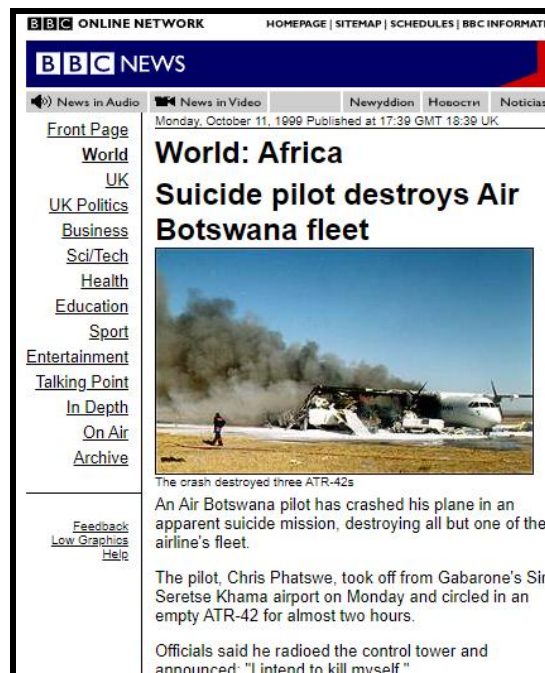 BBC ONLINE NETWORK
HOMEPAGE | SITEMAP | SCHEDULES | BBC
BBC NEWS
News in Audio
News in Video
Newyddion
Новости
Noticias
Front Page
World
UK
UK Politics
Business
Sci/Tech
Health
Education
Sport
Entertainment
Talking Point
In Depth
On Air
Archive
Feedback
Low Graphics
Help
Monday, October 11, 1999 Published at 17:39 GMT 18:39 UK
World: Africa
Suicide pilot destroys Air
Botswana fleet
The crash destroyed three ATR-42s
An Air Botswana pilot has crashed his plane in an
apparent suicide mission, destroying all but one of the
airline's fleet.
The pilot, Chris Phatswe, took off from Gabarone's Sir
Seretse Khama airport on Monday and circled in an
empty ATR-42 for almost two hours.
Officials said he radioed the control tower and
announced: "I intend to kill myself."